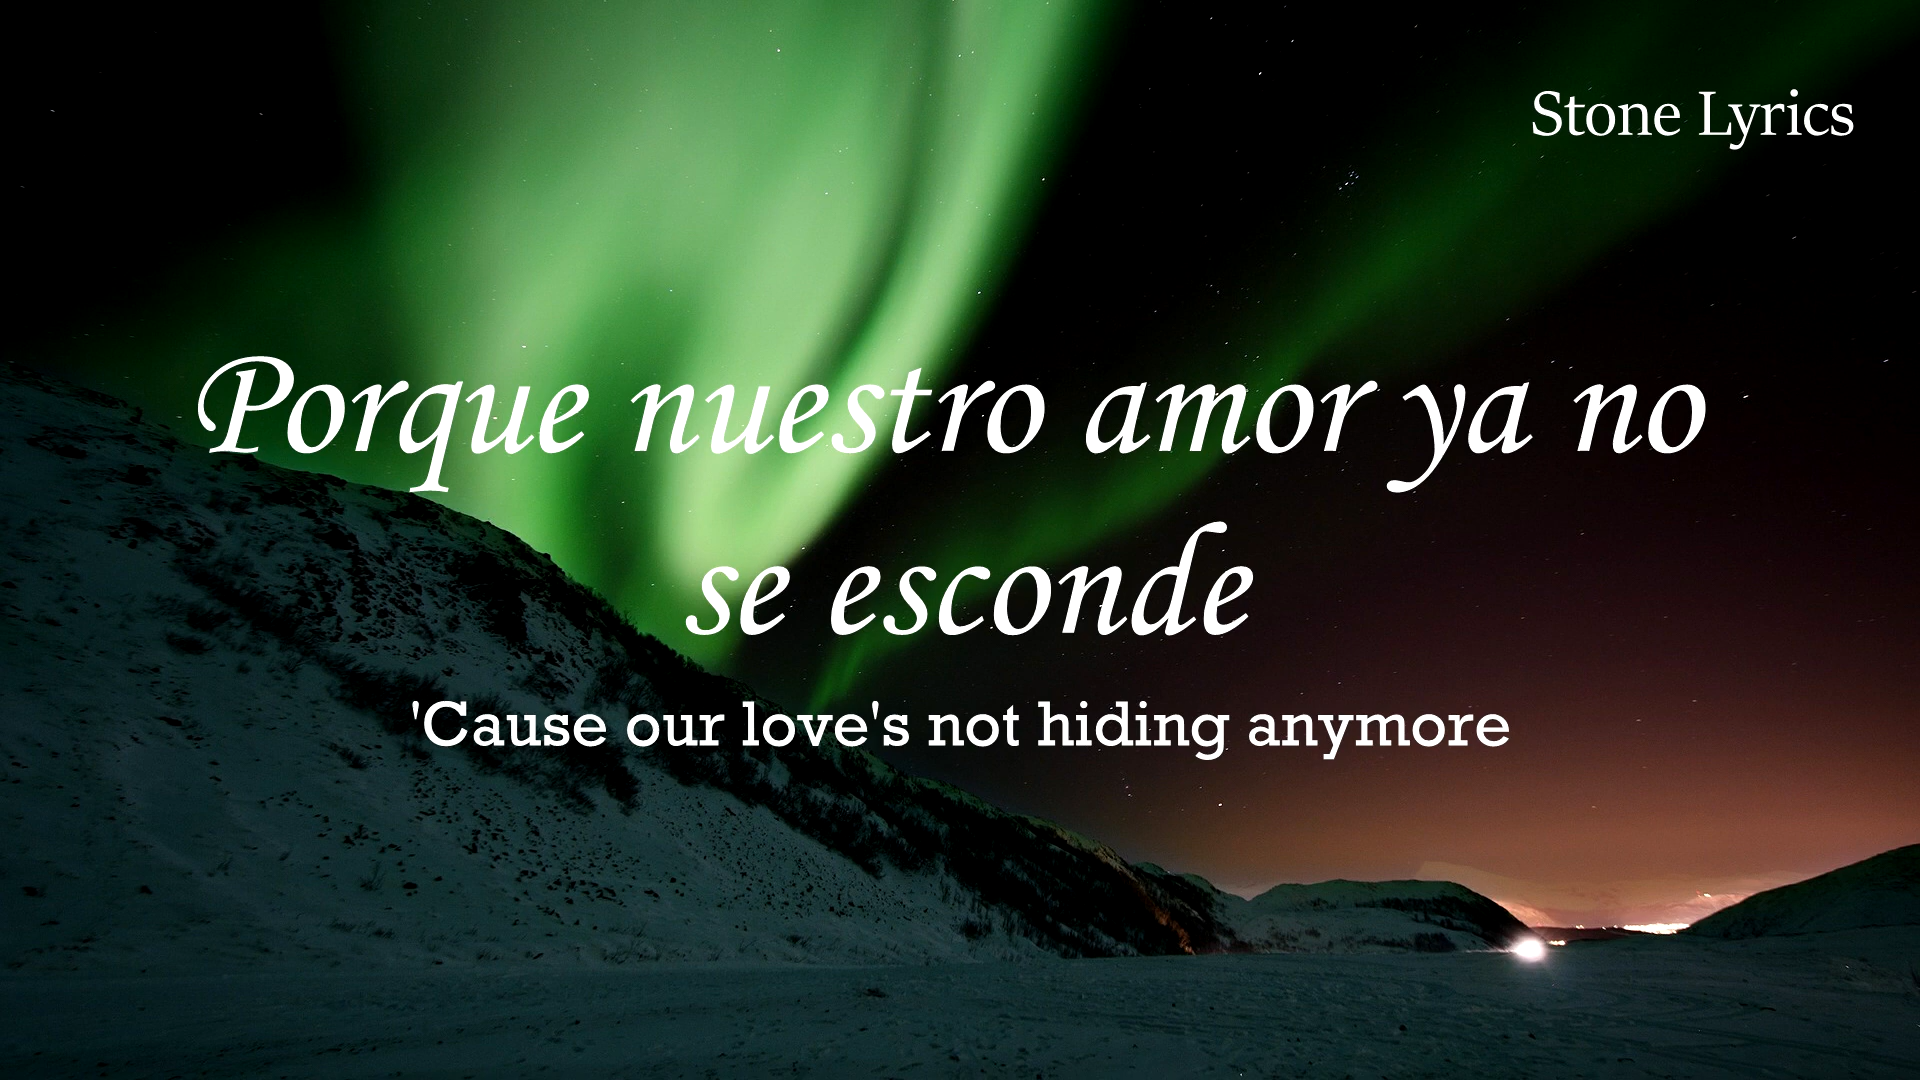 Stone Lyrics
Porque nuestro amor ya no
se esconde
'Cause our love's not hiding anymore